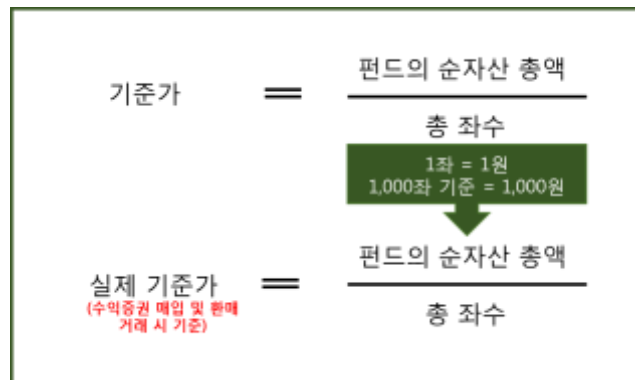 기준가 = 펀드의 순자산 총액
총 좌수
1좌 = 1원
1,000좌 기준 = 1,000원
실제 기준가 = 펀드의 순자산 총액
(수익증권 매입 및 환매
거래 시 기준)
총 좌수